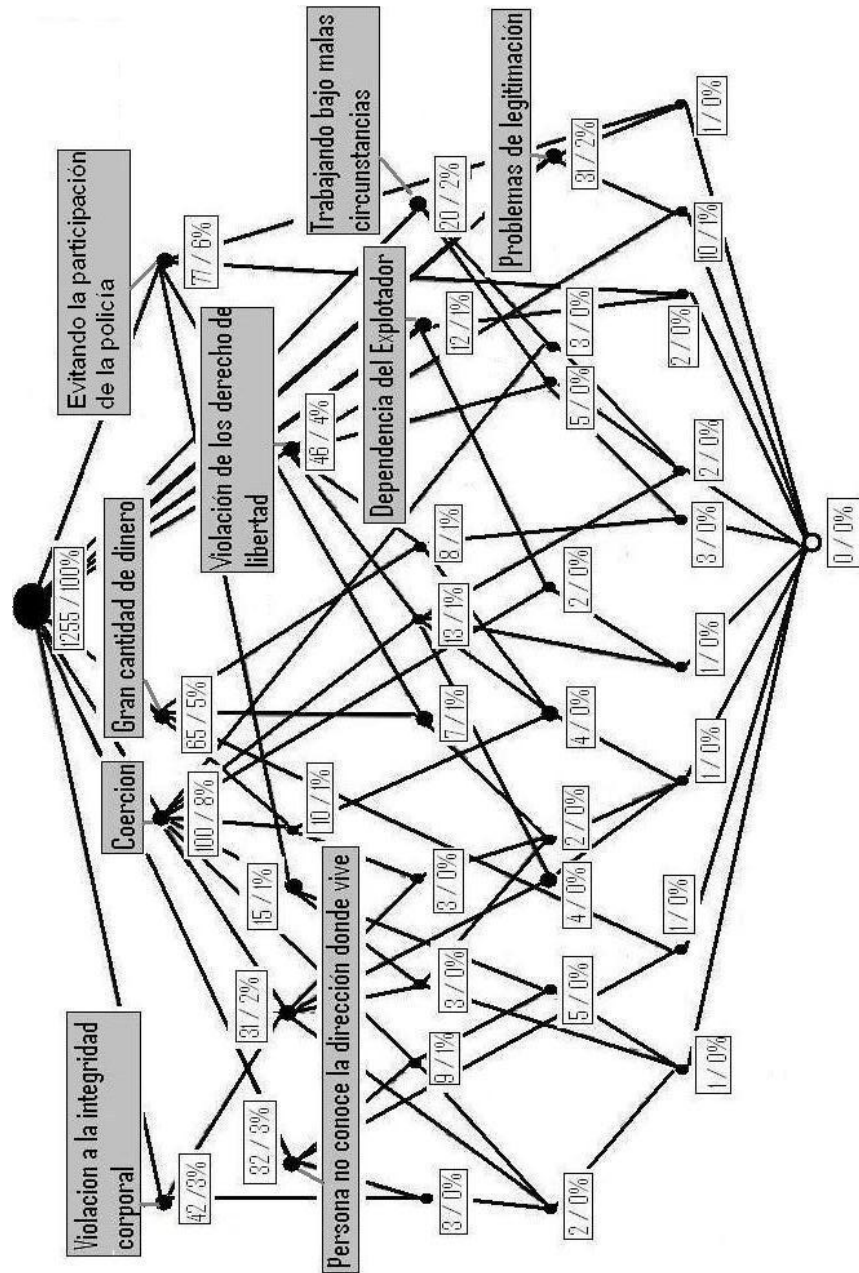 1255 / 100%
Evitando la participación
de la policía
77 / 6%
Gran cantidad de dinero
65 / 5%
Coercion
100 / 8%
Violacion a la integridad
corporal
42 / 3%
Violación de los derecho de
libertad
46 / 4%
10 / 1%
15 / 1%
31 / 2%
32 / 3%
Persona no conoce la dirección donde vive
Trabajando bajo malas
circunstancias
20 / 2%
Dependencia del Explotador
12 / 1%
8 / 1%
13 / 1%
7 / 1%
3 / 0%
3 / 0%
9 / 1%
3 / 0%
Problemas de legitimación
31 / 2%
3 / 0%
5 / 0%
2 / 0%
4 / 0%
2 / 0%
4 / 0%
5 / 0%
2 / 0%
1 / 0%
10 / 1%
2 / 0%
2 / 0%
3 / 0%
1 / 0%
1 / 0%
1 / 0%
1 / 0%
0 / 0%